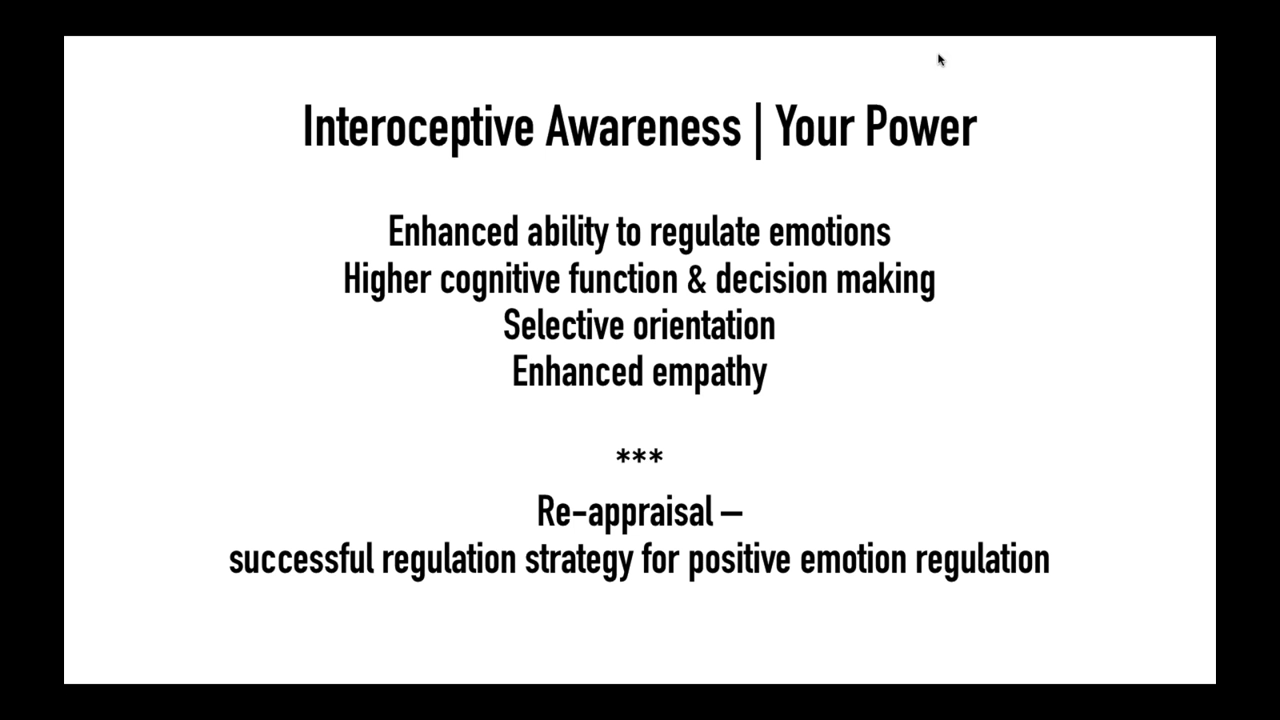 Interoceptive Awareness | Your Power
Enhanced ability to regulate emotions
Higher cognitive function & decision making
Selective orientation
Enhanced empathy
***
Re-appraisal –
successful regulation strategy for positive emotion regulation